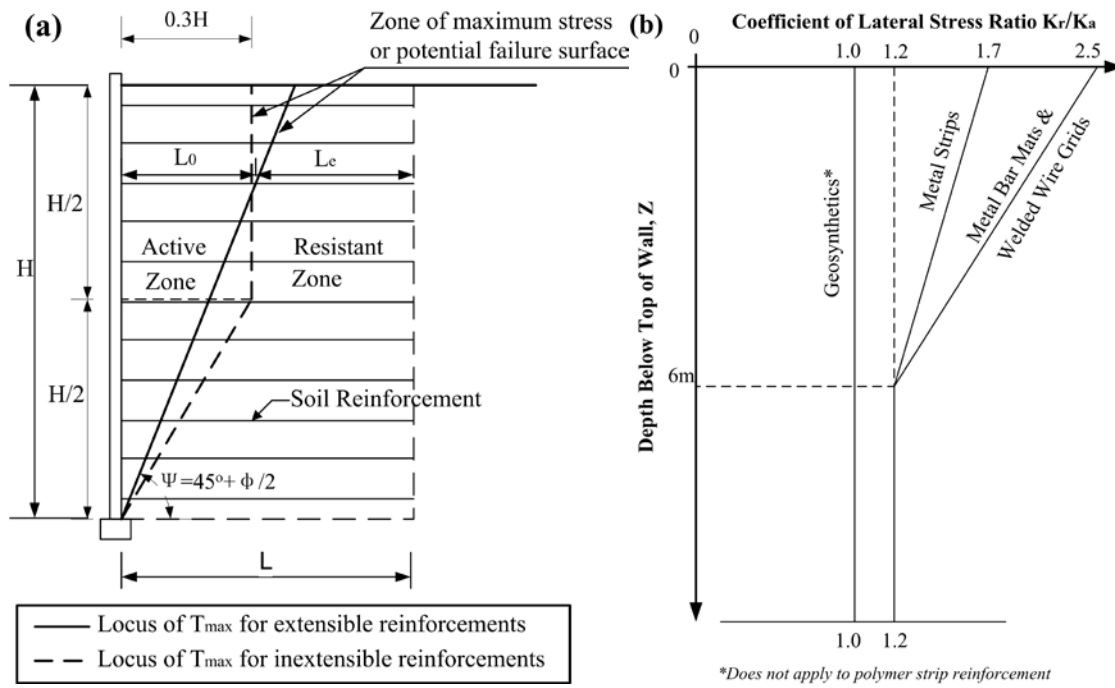 (a)
0.3H
Zone of maximum stress
or potential failure surface
L0
Le
H/2
H
Active
Zone
Resistant
Zone
H/2
Soil Reinforcement
Ψ=45°+ ϕ/2
L
Locus of Tmax for extensible reinforcements
Locus of Tmax for inextensible reinforcements
(b)
Coefficient of Lateral Stress Ratio Kr/Ka
0
1.0
1.2
1.7
2.5
0
Geosynthetics*
Metal Strips
Metal Bar Mats &
Welded Wire Grids
Depth Below Top of Wall, Z
6m
1.0
1.2
*Does not apply to polymer strip reinforcement